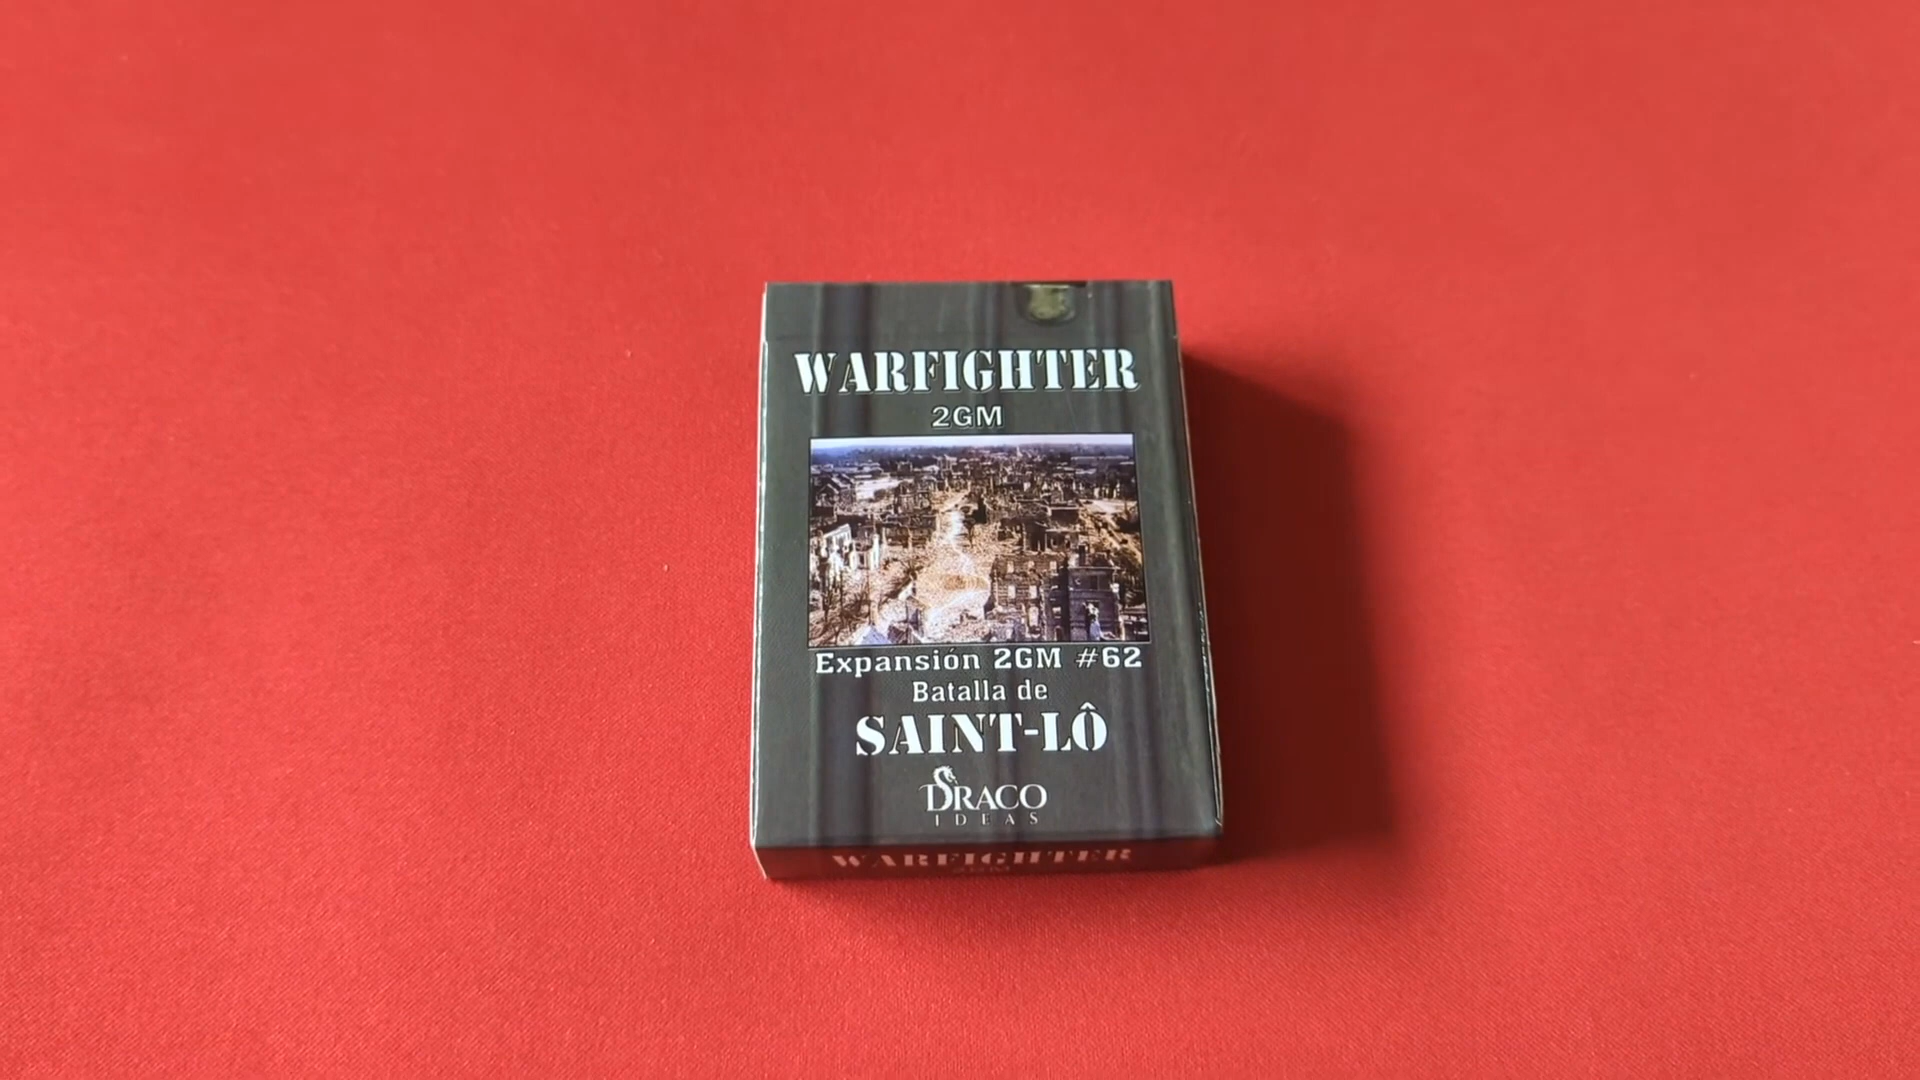 WARFIGHTER
2GM
Expansión 2GM #62
Batalla de
SAINT-LÔ
DRACO
IDEAS
WARFIGHTER
2GM